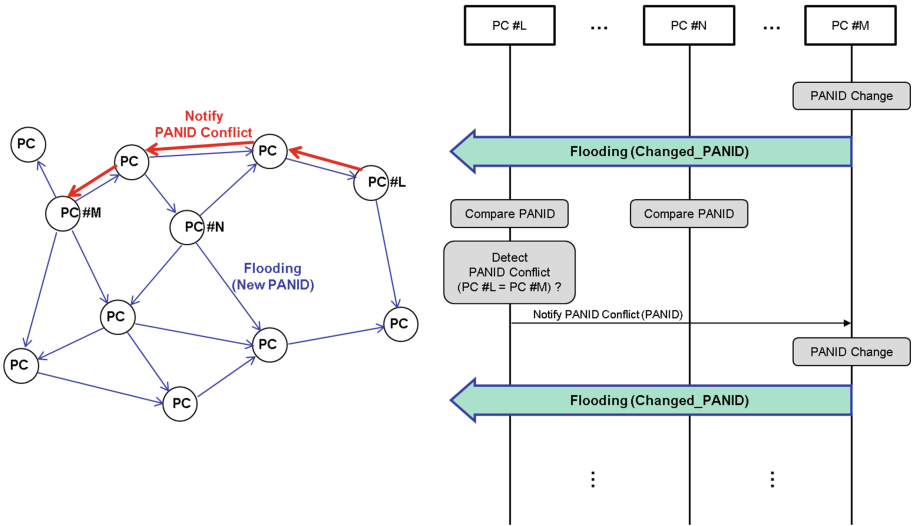 Notify
PANID Conflict
PC
PC
PC
PC #L
PC #M
PC #N
Flooding
(New PANID)
PC
PC
PC
PC
PC
PC #L
...
PC #N
...
PC #M
PANID Change
Flooding (Changed_PANID)
Compare PANID
Compare PANID
Detect
PANID Conflict
(PC #L = PC #M) ?
Notify PANID Conflict (PANID)
PANID Change
Flooding (Changed_PANID)